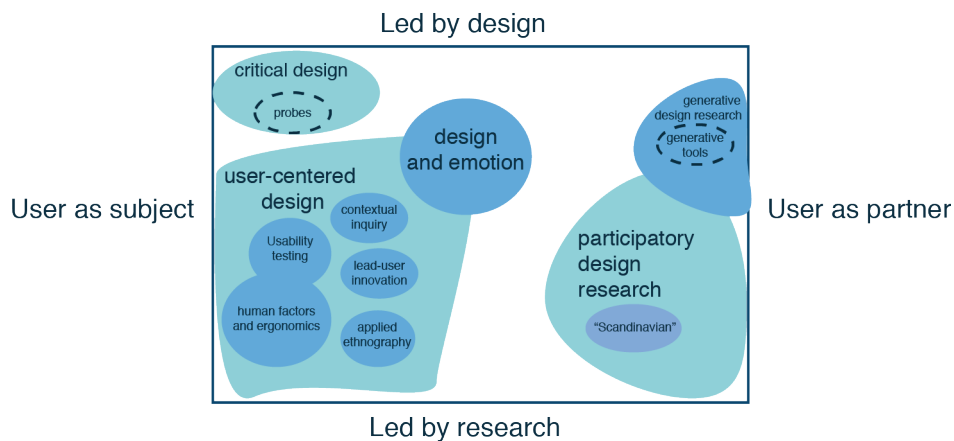 Led by design
critical design
probes
generative
design research
generative
tools
design
and emotion
user-centered
design
User as subject
User as partner
contextual
inquiry
Usability
testing
lead-user
innovation
participatory
design
research
human factors
and ergonomics
applied
ethnography
“Scandinavian”
Led by research